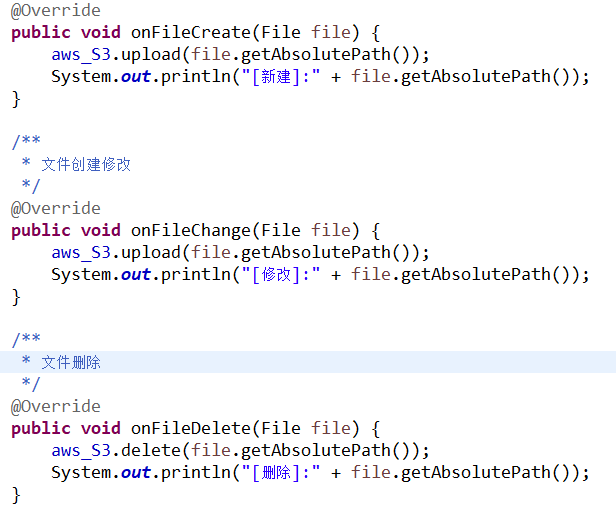 @Override
public void onFileCreate(File file) {
    aws_S3.upload(file.getAbsolutePath());
    System.out.println("[新建]:" + file.getAbsolutePath());
}

/**
 * 文件创建修改
 */
@Override
public void onFileChange(File file) {
    aws_S3.upload(file.getAbsolutePath());
    System.out.println("[修改]:" + file.getAbsolutePath());
}

/**
 * 文件删除
 */
@Override
public void onFileDelete(File file) {
    aws_S3.delete(file.getAbsolutePath());
    System.out.println("[删除]:" + file.getAbsolutePath());
}